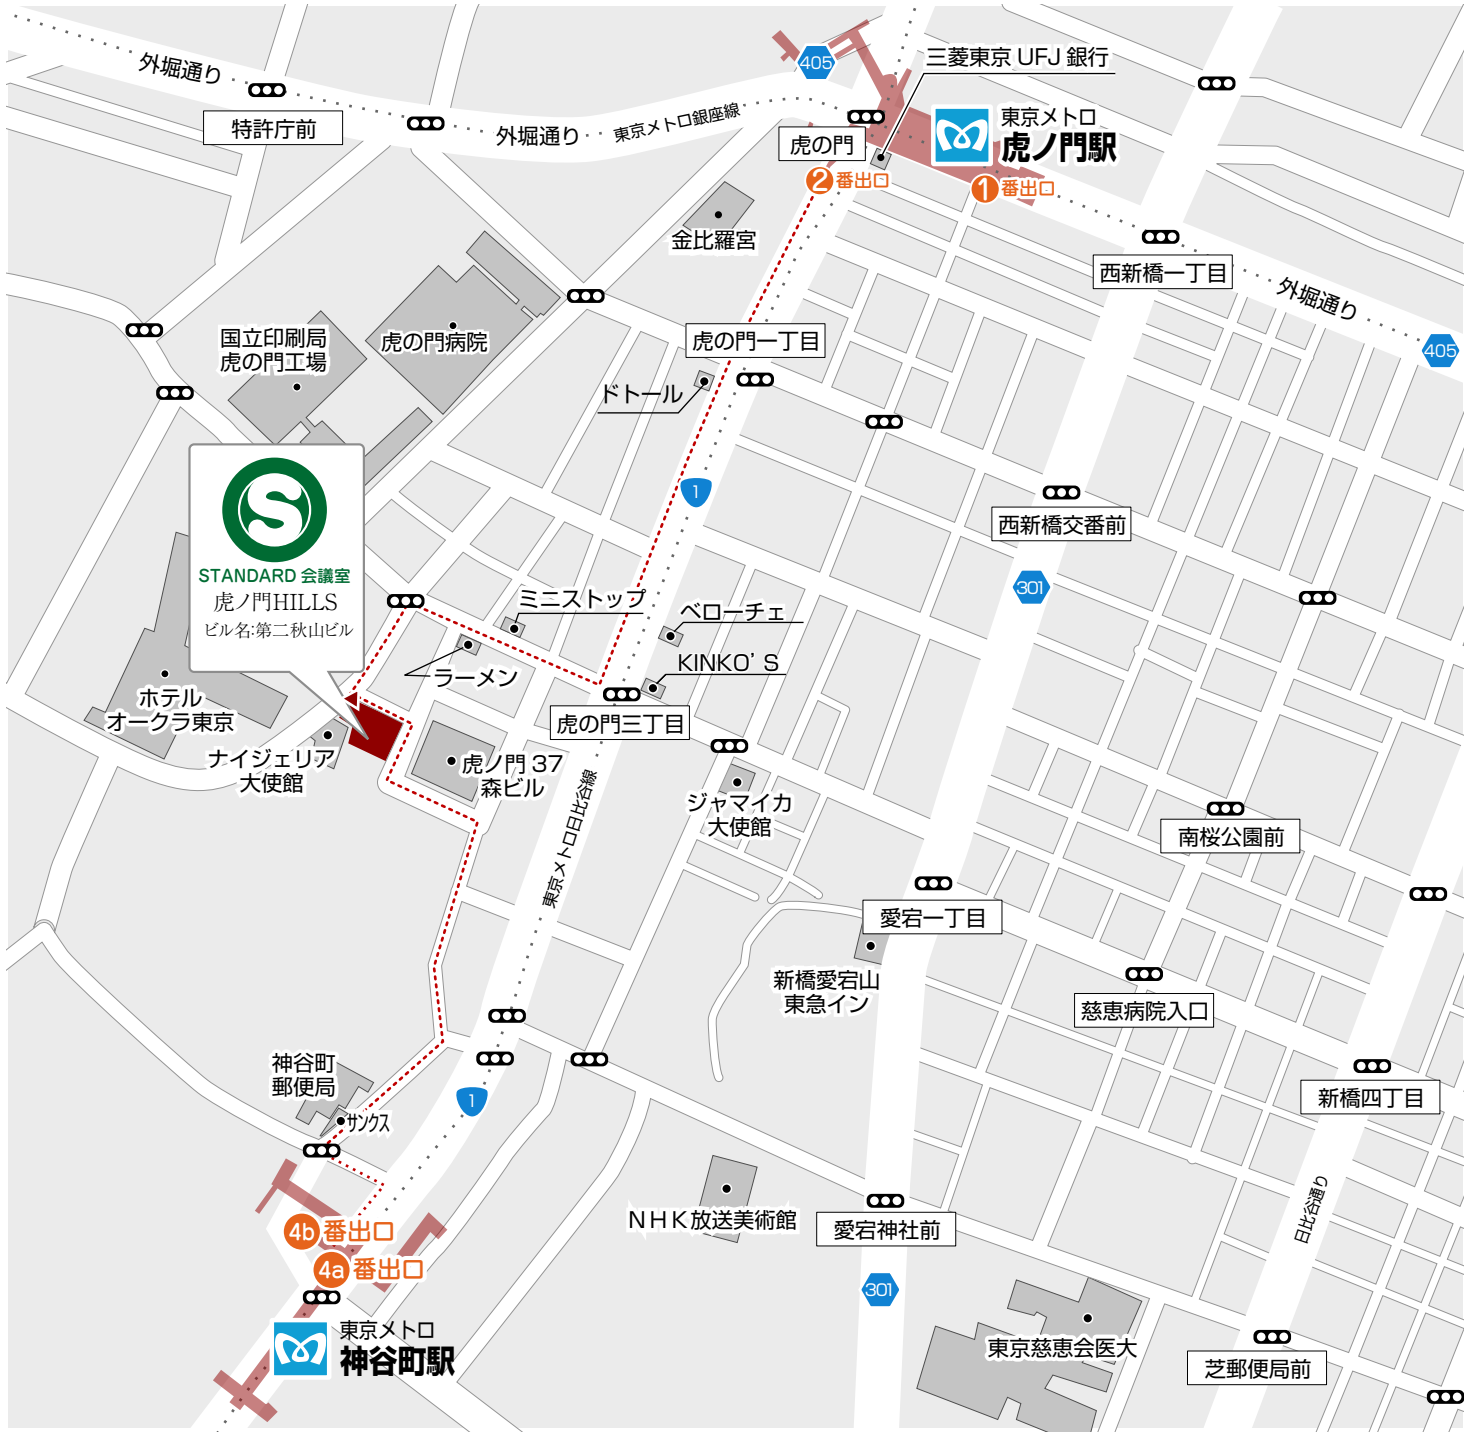 外堀通り
特許庁前
外堀通り
東京メトロ銀座線
405
三菱東京 UFJ 銀行
虎の門
東京メトロ
虎ノ門駅
2 番出口
1 番出口
金比羅宮
西新橋一丁目
外堀通り
405
国立印刷局
虎の門工場
虎の門病院
虎の門一丁目
ドトール
1
S
STANDARD 会議室
虎ノ門HILLS
ビル名:第二秋山ビル
西新橋交番前
301
ミニストップ
ベローチェ
ラーメン
KINKO'S
ホテル
オークラ東京
虎の門三丁目
ナイジェリア
大使館
虎ノ門 37
森ビル
東京メトロ日比谷線
ジャマイカ
大使館
南桜公園前
愛宕一丁目
新橋愛宕山
東急イン
慈恵病院入口
神谷町
郵便局
サンクス
1
新橋四丁目
日比谷通り
NHK放送美術館
愛宕神社前
4b 番出口
4a 番出口
301
東京メトロ
神谷町駅
東京慈恵会医大
芝郵便局前